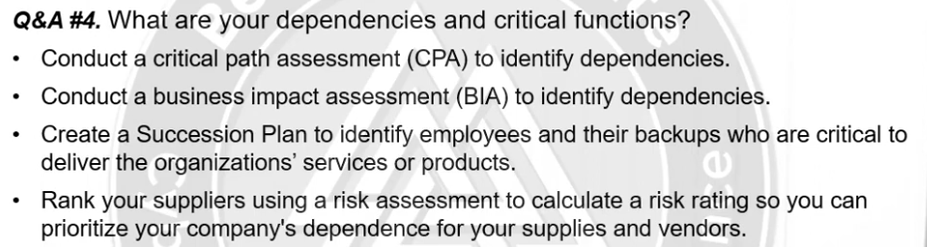 Q&A #4. What are your dependencies and critical functions?
• Conduct a critical path assessment (CPA) to identify dependencies.
• Conduct a business impact assessment (BIA) to identify dependencies.
• Create a Succession Plan to identify employees and their backups who are critical to
deliver the organizations' services or products.
• Rank your suppliers using a risk assessment to calculate a risk rating so you can
prioritize your company's dependence for your supplies and vendors.